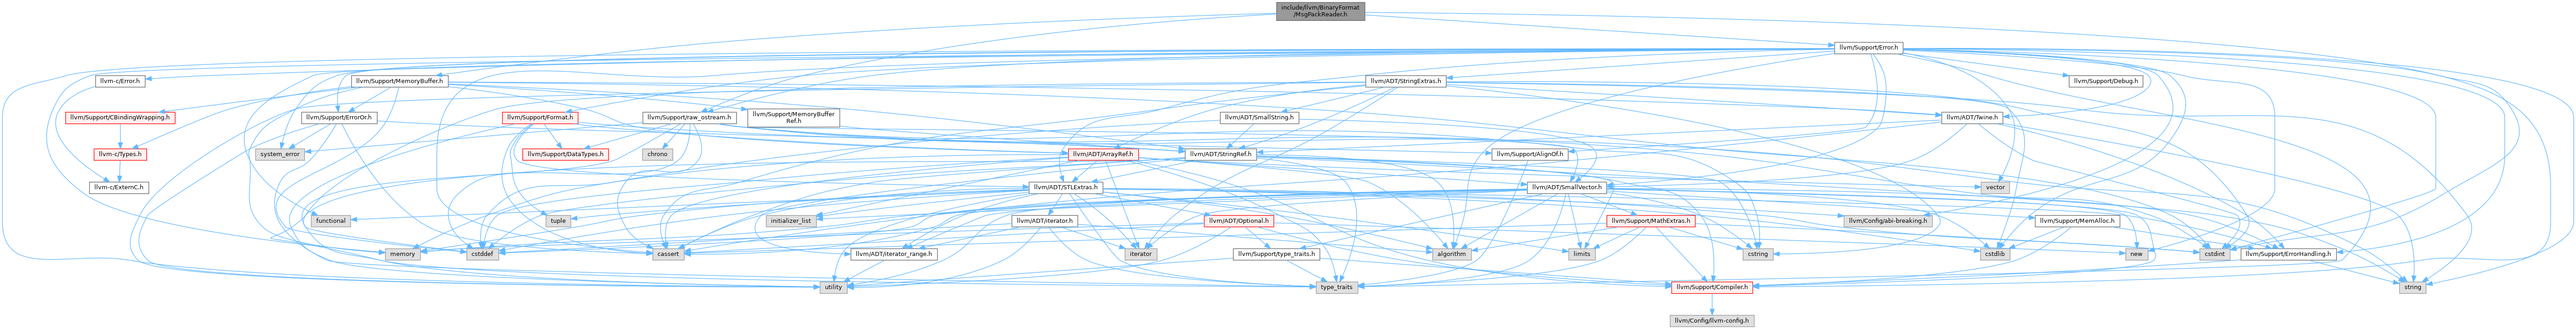 include/llvm/BinaryFormat
/MsgPackReader.h
llvm/Support/Error.h
llvm-c/Error.h
llvm/Support/MemoryBuffer.h
llvm/ADT/StringExtras.h
llvm/Support/Debug.h
llvm/Support/CBindingWrapping.h
llvm/Support/ErrorOr.h
llvm/Support/Format.h
llvm/Support/raw_ostream.h
llvm/Support/MemoryBuffer
Ref.h
llvm/ADT/SmallString.h
llvm/ADT/Twine.h
llvm-c/Types.h
system_error
llvm/Support/DataTypes.h
chrono
llvm/ADT/ArrayRef.h
llvm/ADT/StringRef.h
llvm/Support/AlignOf.h
llvm-c/ExternC.h
llvm/ADT/STLExtras.h
llvm/ADT/SmallVector.h
vector
functional
tuple
initializer_list
llvm/ADT/iterator.h
llvm/ADT/Optional.h
llvm/Support/MathExtras.h
llvm/Config/abi-breaking.h
llvm/Support/MemAlloc.h
memory
cstddef
cassert
llvm/ADT/iterator_range.h
iterator
llvm/Support/type_traits.h
algorithm
limits
cstring
cstdlib
new
cstdint
llvm/Support/ErrorHandling.h
utility
type_traits
llvm/Support/Compiler.h
string
llvm/Config/llvm-config.h